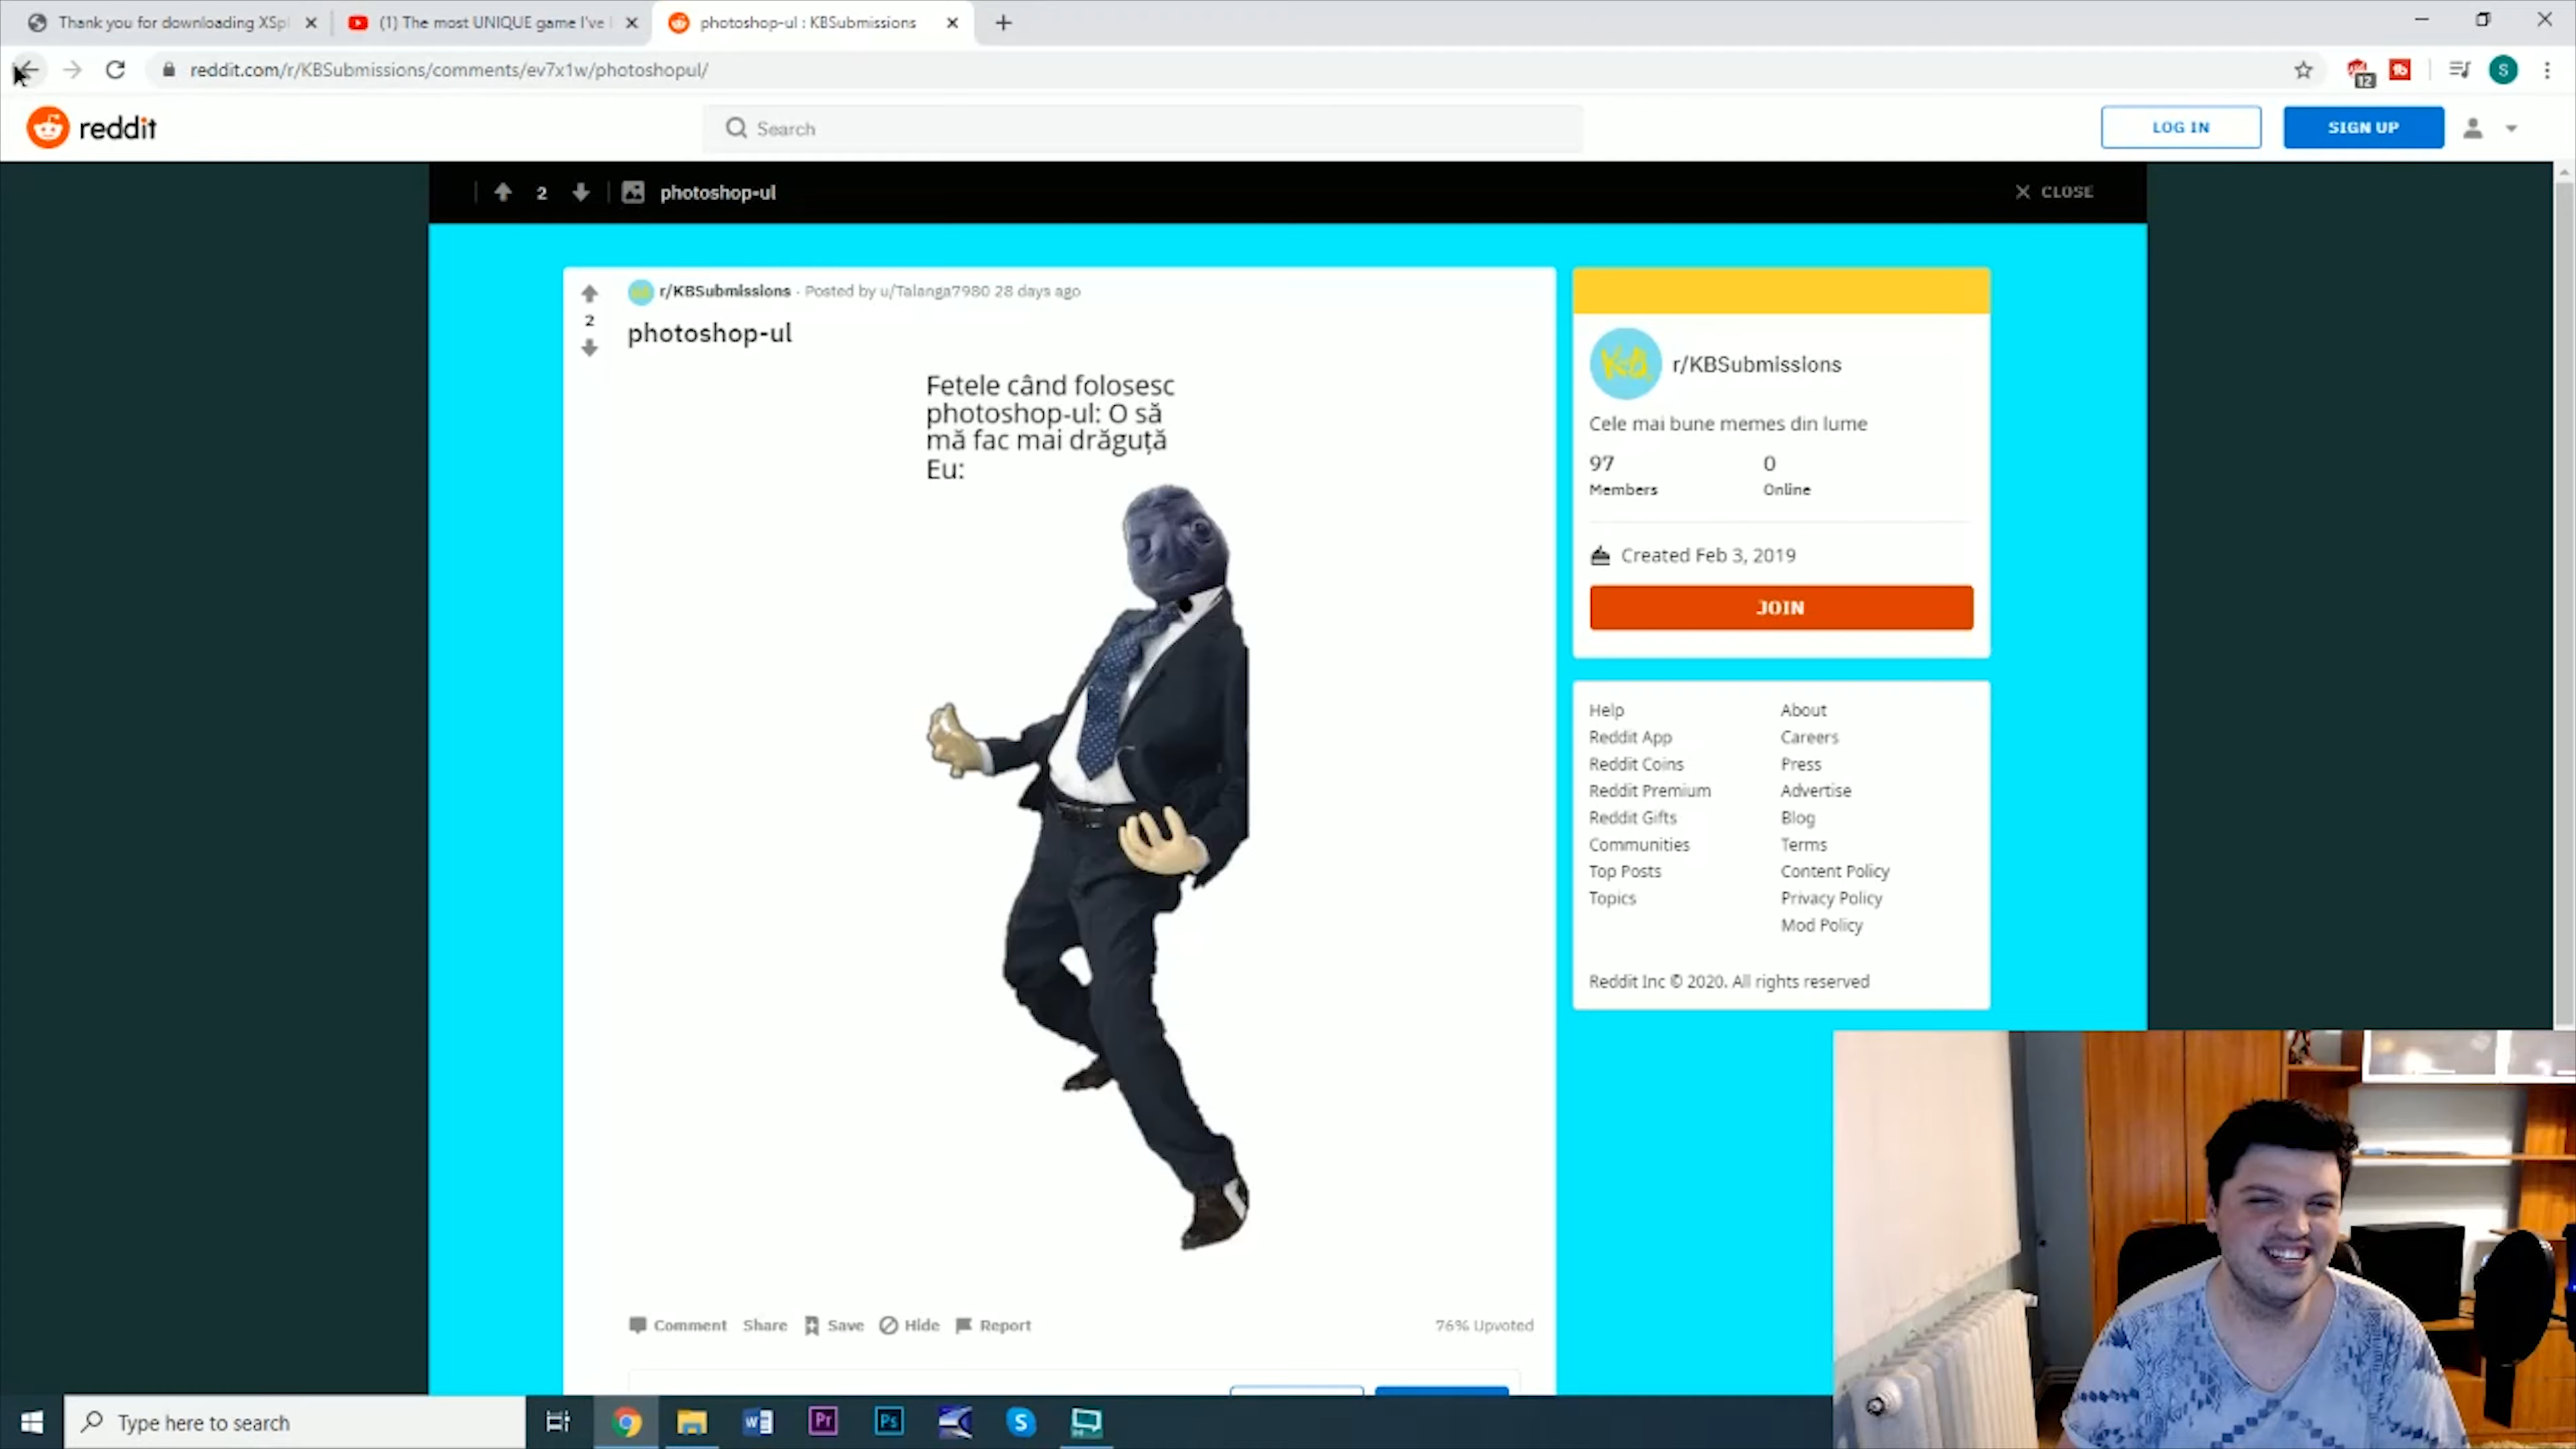 Thank you for downloading XSpl
(1) The most UNIQUE game I've
photoshop-ul : KBSubmissions
reddit.com/r/KBSubmissions/comments/ev7x1w/photoshopul/
12
S
reddit
Search
LOG IN
SIGN UP
2
photoshop-ul
CLOSE
r/KBSubmissions · Posted by u/Talanga7980 28 days ago
2
photoshop-ul
Fetele când folosesc
photoshop-ul: O să
mă fac mai drăguță
Eu:
Comment Share Save Hide Report
76% Upvoted
K.B.
r/KBSubmissions
Cele mai bune memes din lume
97 0
Members Online
Created Feb 3, 2019
JOIN
Help About
Reddit App Careers
Reddit Coins Press
Reddit Premium Advertise
Reddit Gifts Blog
Communities Terms
Top Posts Content Policy
Topics Privacy Policy
Mod Policy
Reddit Inc © 2020. All rights reserved
Type here to search
W
Pr
Ps
S